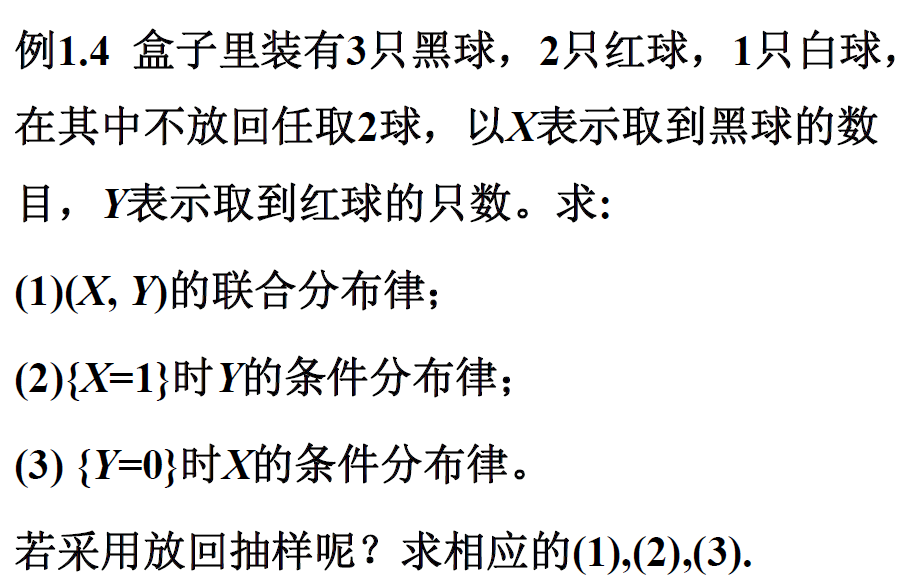 例1.4 盒子里装有3只黑球，2只红球，1只白球，
在其中不放回任取2球，以X表示取到黑球的数
目，Y表示取到红球的只数。求:
(1)(X, Y)的联合分布律；
(2){X=1}时Y的条件分布律；
(3) {Y=0}时X的条件分布律。
若采用放回抽样呢？求相应的(1),(2),(3).